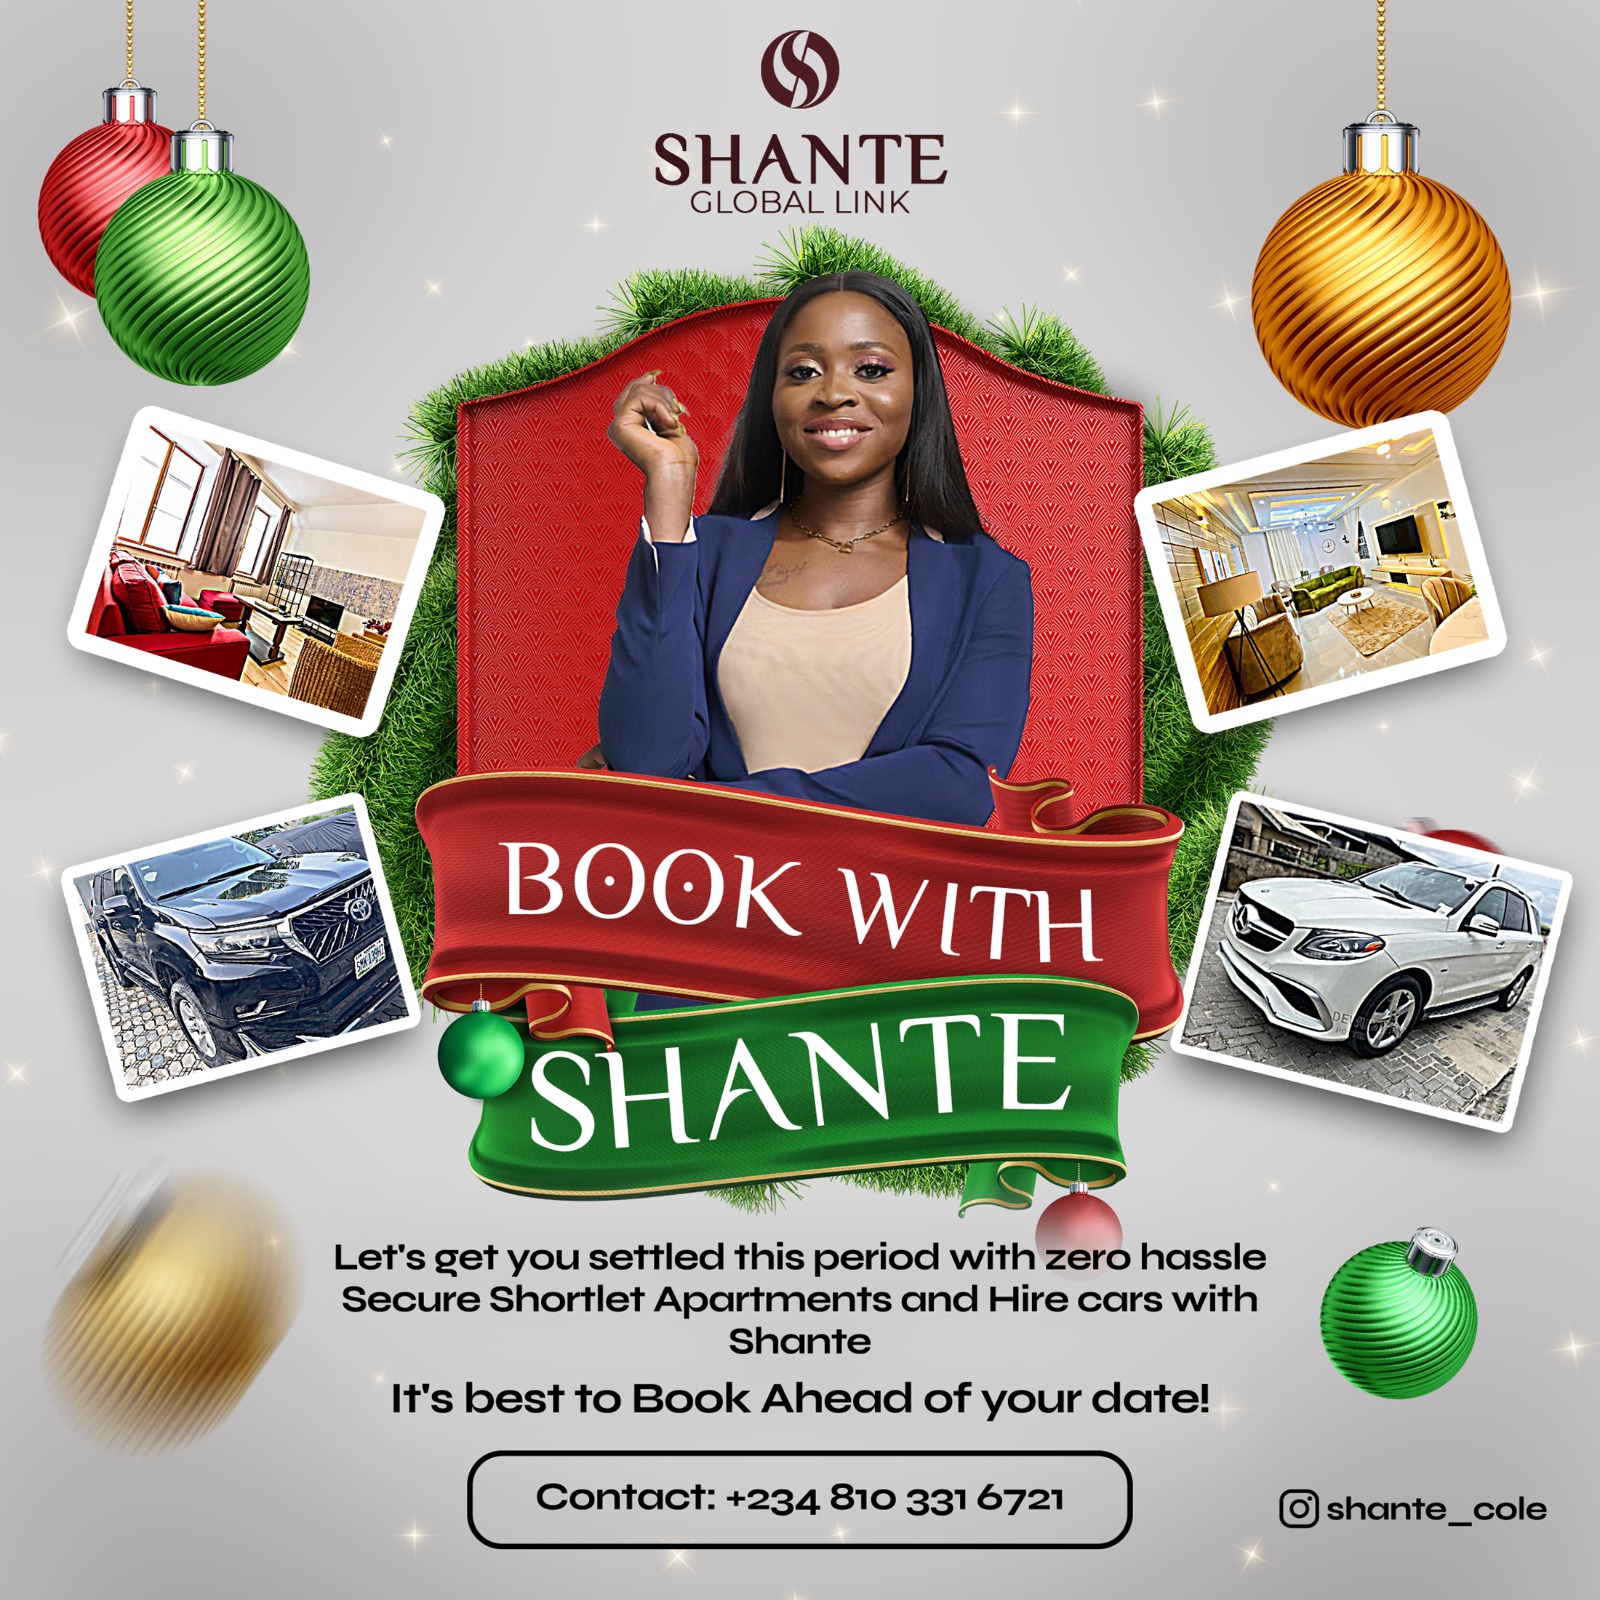 SHANTE
GLOBAL LINK
BOOK WITH
SHANTE
Let's get you settled this period with zero hassle
Secure Shortlet Apartments and Hire cars with
Shante
It's best to Book Ahead of your date!
Contact: +234 810 331 6721
shante_cole